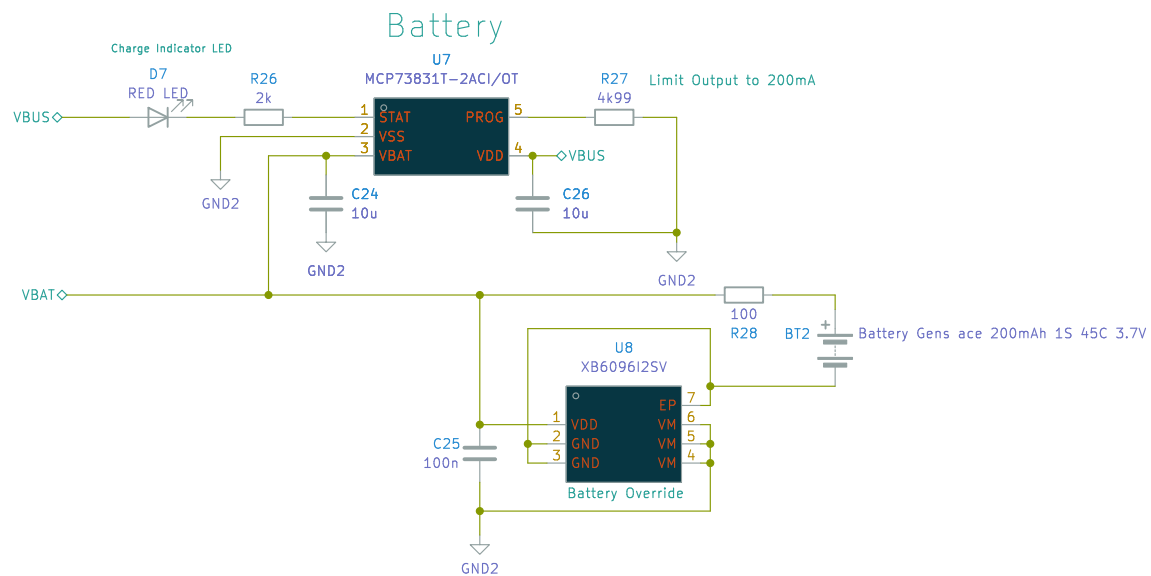 Battery
Charge Indicator LED
D7
RED LED
R26
2k
U7
MCP73831T-2ACI/OT
R27
4k99
Limit Output to 200mA
VBUS
1
STAT
2
VSS
3
VBAT
PROG
5
VDD
4
VBUS
GND2
C24
10u
GND2
C26
10u
GND2
VBAT
100
R28
BT2
+
Battery Gens ace 200mAh 1S 45C 3.7V
U8
XB6096I2SV
EP
7
1
VDD
VM
6
2
GND
VM
5
3
GND
VM
4
C25
100n
Battery Override
GND2